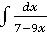 ∫ dx / (7−9x)